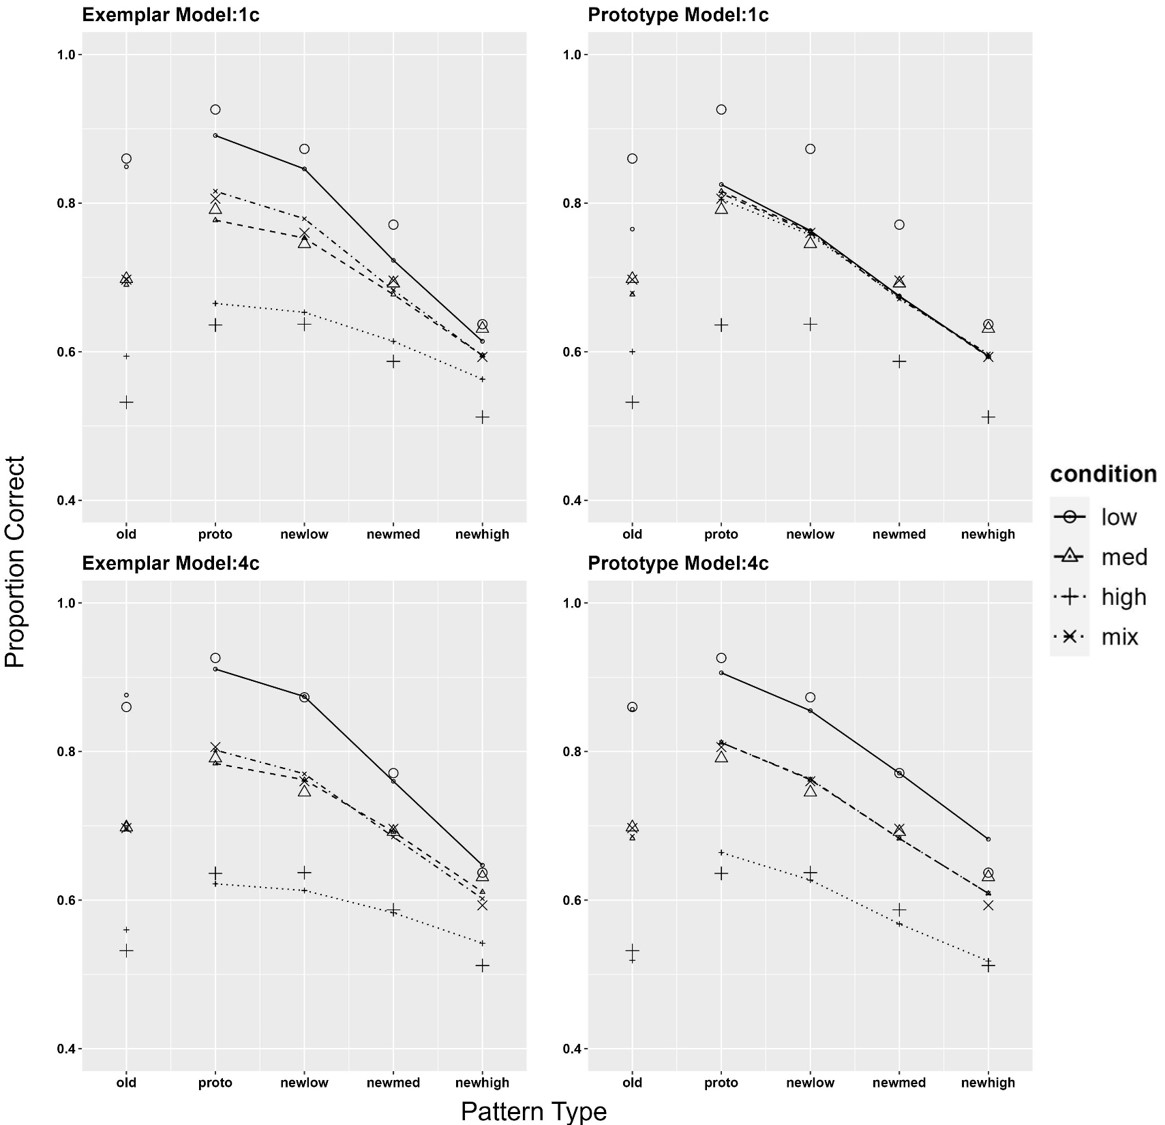 Exemplar Model:1c
Prototype Model:1c
1.0
0.8
0.6
0.4
old proto newlow newmed newhigh
1.0
0.8
0.6
0.4
old proto newlow newmed newhigh
Exemplar Model:4c
Prototype Model:4c
1.0
0.8
0.6
0.4
old proto newlow newmed newhigh
1.0
0.8
0.6
0.4
old proto newlow newmed newhigh
Proportion Correct
Pattern Type
condition
low
med
high
mix